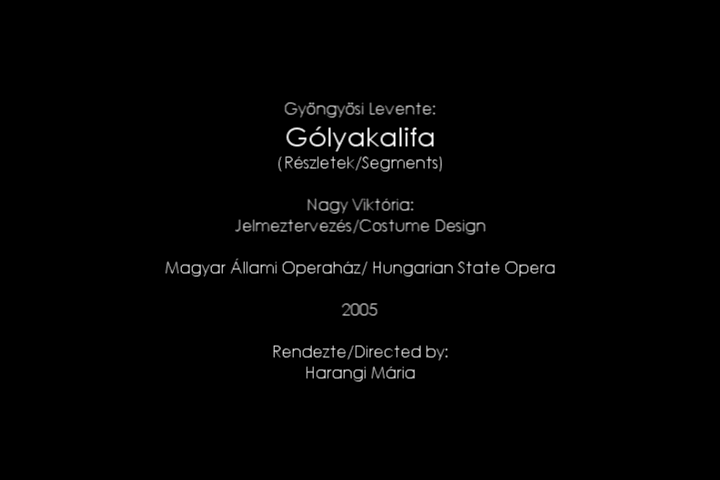 Gyöngyösi Levente:
Gólyakalifa
(Részletek/Segments)
Nagy Viktória:
Jelmeztervezés/Costume Design
Magyar Állami Operaház/ Hungarian State Opera
2005
Rendezte/Directed by:
Harangi Mária